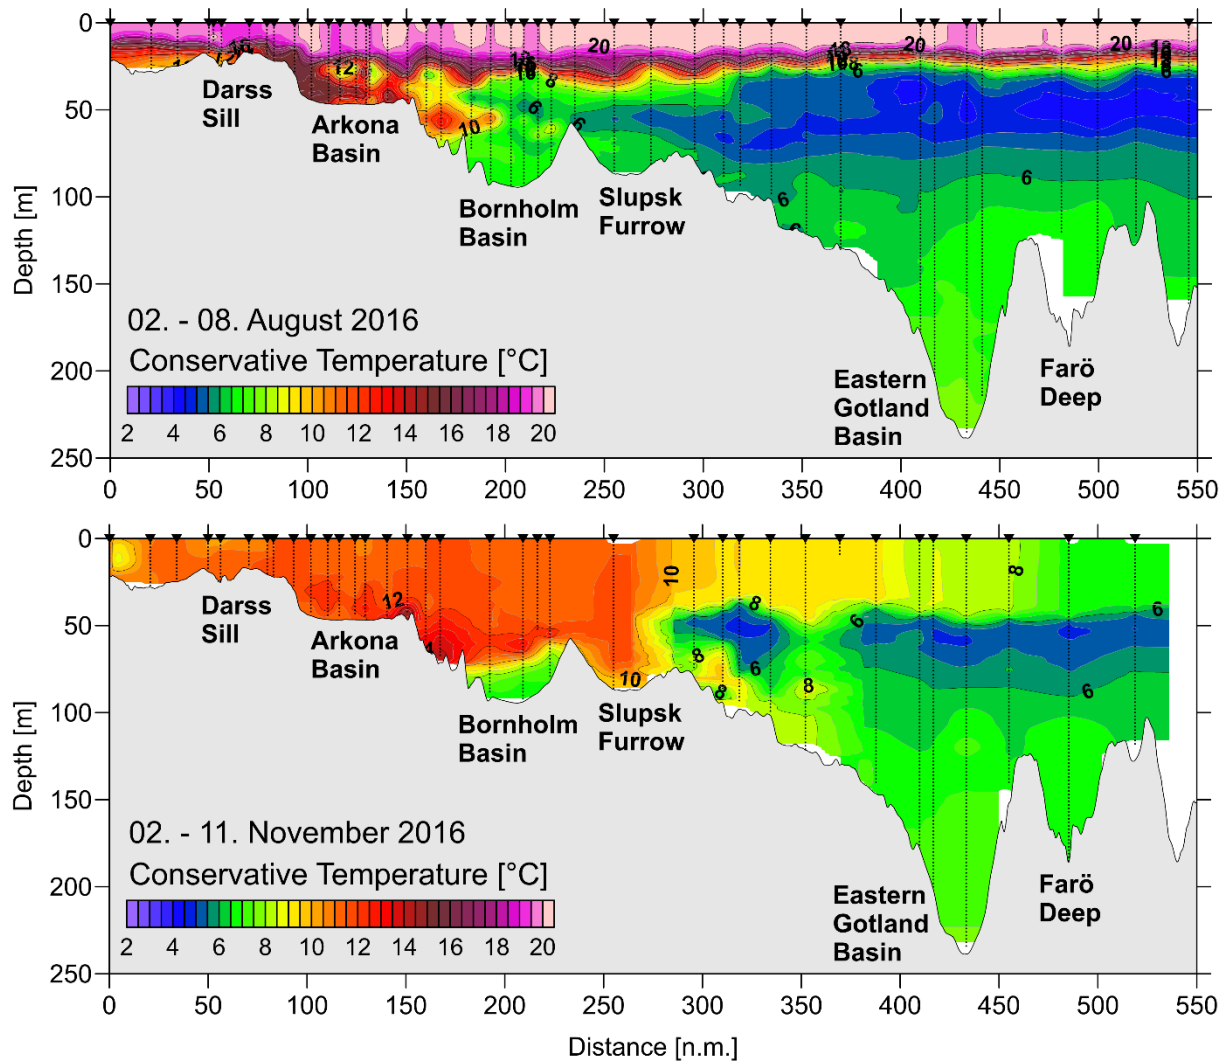 0
50
100
150
200
250
Depth [m]
20
20
20
12
10
8
6
6
6
6
6
Darss
Sill
Arkona
Basin
Bornholm
Basin
Slupsk
Furrow
Eastern
Gotland
Basin
Farö
Deep
02. - 08. August 2016
Conservative Temperature [°C]
2 4 6 8 10 12 14 16 18 20
0 50 100 150 200 250 300 350 400 450 500 550
0
50
100
150
200
250
Depth [m]
10
8
8
6
6
12
8
6
8
8
10
6
Darss
Sill
Arkona
Basin
Bornholm
Basin
Slupsk
Furrow
Eastern
Gotland
Basin
Farö
Deep
02. - 11. November 2016
Conservative Temperature [°C]
2 4 6 8 10 12 14 16 18 20
0 50 100 150 200 250 300 350 400 450 500 550
Distance [n.m.]